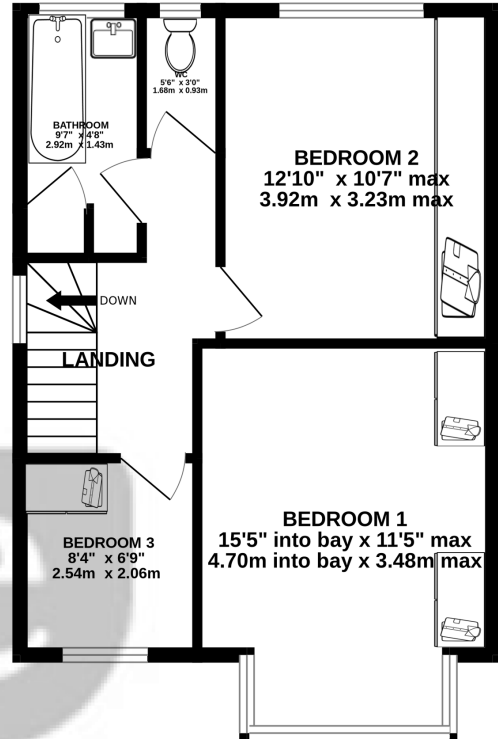 WC
5'6" x 3'0"
1.68m x 0.93m
BATHROOM
9'7" x 4'8"
2.92m x 1.43m
BEDROOM 2
12'10" x 10'7" max
3.92m x 3.23m max
DOWN
LANDING
BEDROOM 1
15'5" into bay x 11'5" max
4.70m into bay x 3.48m max
BEDROOM 3
8'4" x 6'9"
2.54m x 2.06m